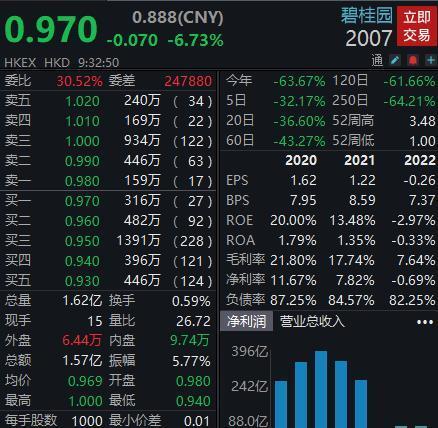 0.970 0.888(CNY) 碧桂园 立即
-0.070 -6.73% 2007 交易
HKEX HKD 9:32:50 通
委比 30.52% 委差 247880
卖五 1.020 240万 (34)
卖四 1.010 169万 (22)
卖三 1.000 934万 (122)
卖二 0.990 446万 (63)
卖一 0.980 159万 (17)
买一 0.970 316万 (27)
买二 0.960 482万 (92)
买三 0.950 1391万 (228)
买四 0.940 396万 (121)
买五 0.930 446万 (124)
总量 1.62亿 换手 0.59%
现手 15 量比 26.72
外盘 6.44万 内盘 9.74万
总额 1.57亿 振幅 5.77%
均价 0.969 开盘 0.980
最高 1.000 最低 0.940
每手股数 1000 最小价差 0.01
今年 -63.67% 120日 -61.66%
5日 -32.17% 250日 -64.21%
20日 -36.60% 52周高 3.48
60日 -43.27% 52周低 1.00
2020 2021 2022
EPS 1.62 1.22 -0.26
BPS 7.95 8.59 7.37
ROE 20.00% 13.48% -2.97%
ROA 1.79% 1.35% -0.33%
毛利率 21.80% 17.74% 7.64%
净利率 11.67% 7.82% -0.69%
负债率 87.25% 84.57% 82.25%
净利润 营业总收入
396亿
242亿
88.0亿